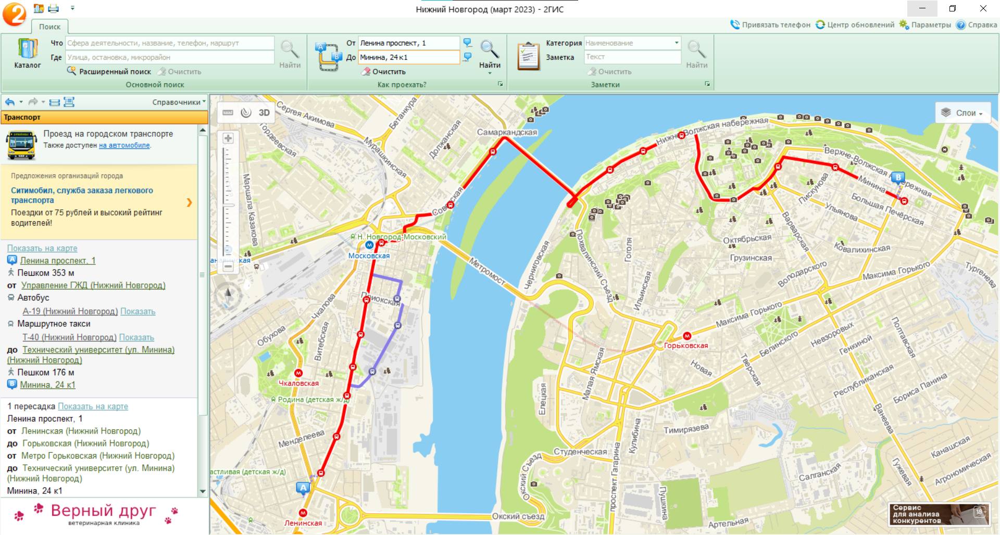 Нижний Новгород (март 2023) - 2ГИС
Поиск
Привязать телефон
Центр обновлений
Параметры
Справка
Каталог
Что
Сфера деятельности, название, телефон, маршрут
Где
Улица, остановка, микрорайон
Расширенный поиск
Очистить
Найти
Основной поиск
От
Ленина проспект, 1
До
Минина, 24 к1
Очистить
Найти
Как проехать?
Категория
Наименование
Заметка
Текст
Очистить
Найти
Заметки
Справочники
Транспорт
Проезд на городском транспорте
Также доступен на автомобиле.
Предложения организаций города
Ситимобил, служба заказа легкового
транспорта
Поездки от 75 рублей и высокий рейтинг
водителей!
Показать на карте
A Ленина проспект, 1
Пешком 353 м
от Управление ГЖД (Нижний Новгород)
Автобус
А-19 (Нижний Новгород) Показать
Маршрутное такси
Т-40 (Нижний Новгород) Показать
до Технический университет (ул. Минина)
(Нижний Новгород)
Пешком 176 м
B Минина, 24 к1
1 пересадка Показать на карте
Ленина проспект, 1
от Ленинская (Нижний Новгород)
до Горьковская (Нижний Новгород)
от Метро Горьковская (Нижний Новгород)
до Технический университет (ул. Минина)
(Нижний Новгород)
Минина, 24 к1
Верный друг
ветеринарная клиника
3D
Слои
Сергея Акимова
Бетанкура
Гордеевская
Мурашкинская
Должанская
Самаркандская
Маршала Казакова
Советская
Н. Новгород-Московский
Московская
Метромост
Черниговская
Нижне-Волжская набережная
Верхне-Волжская набережная
Минина
B
Пискунова
Большая Печёрская
Ульянова
Варварская
Октябрьская
Грузинская
Ковалихинская
Володарского
Максима Горького
Тургенева
Похвалинский Съезд
Гоголя
Ильинская
Максима Горького
Горьковская
Белинского
Невзоровых
Генкиной
Полтавская
Новая
Тверская
Республиканская
Бориса Панина
Ванеева
Малая Ямская
Елецкая
Приокская
Чкалова
Обухова
Витебская
Чкаловская
Родина (детская ж/д)
Менделеева
астливая (детская ж/д)
A
Ленинская
Окский съезд
Окский Съезд
Студенческая
Кулибина
Тимирязева
проспект Гагарина
Пушкина
Артельная
Салганская
Гужевая
Канашская
Агрономическая
Сервис
для анализа
конкурентов
18+